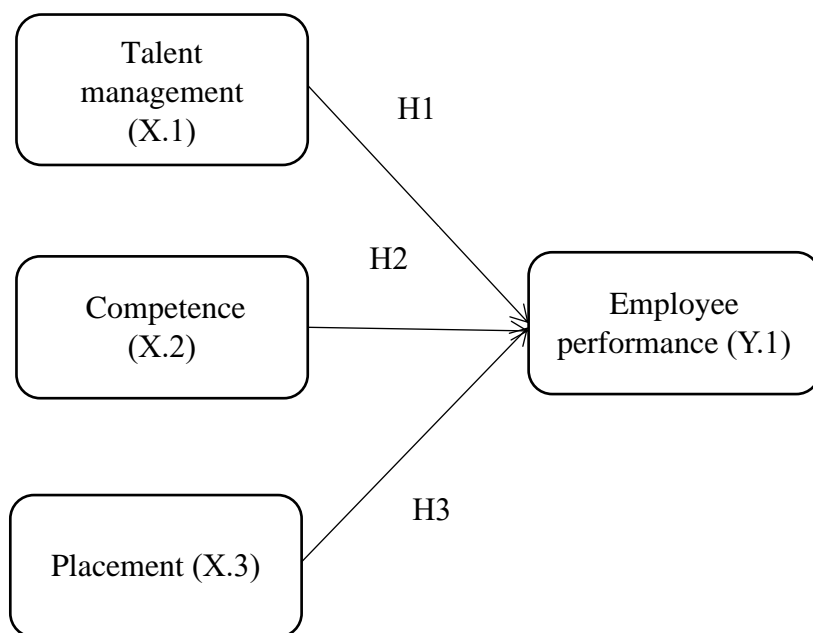 Talent
management
(X.1)
H1
H2
Competence
(X.2)
Employee
performance (Y.1)
H3
Placement (X.3)